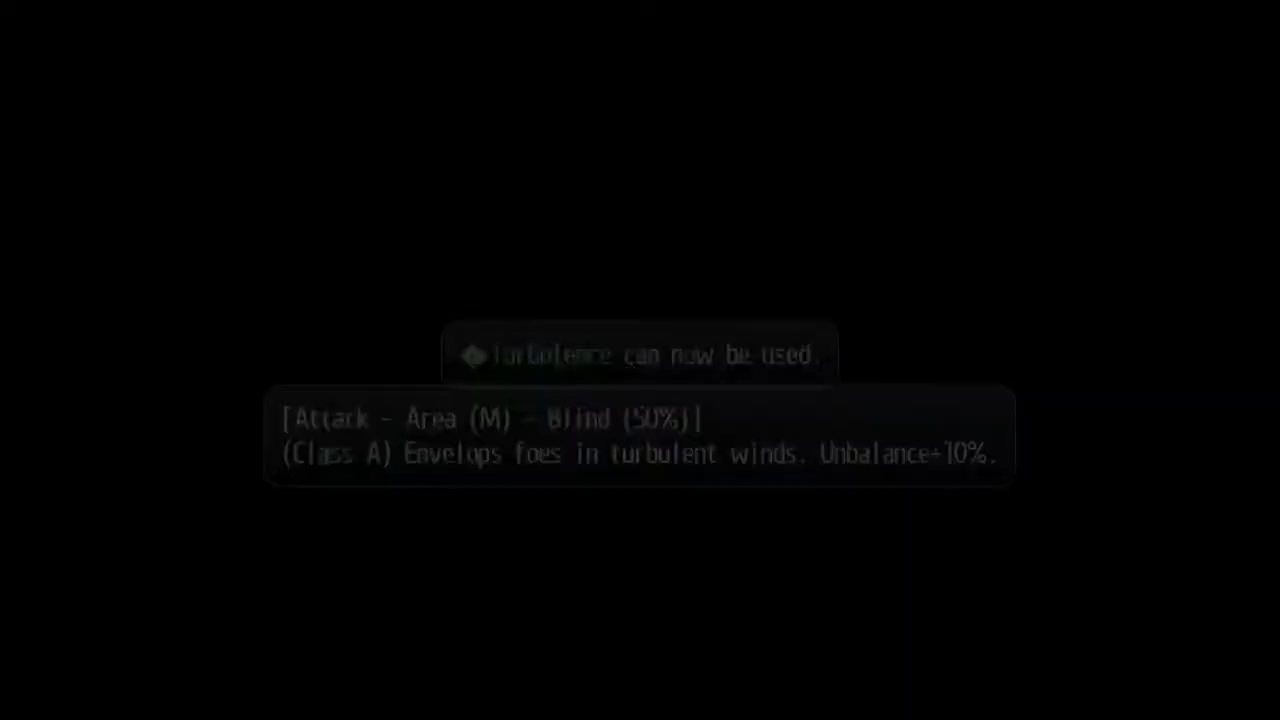 Turbulence can now be used.
[Attack - Area (M) - Blind (50%)]
(Class A) Envelops foes in turbulent winds. Unbalance+10%.